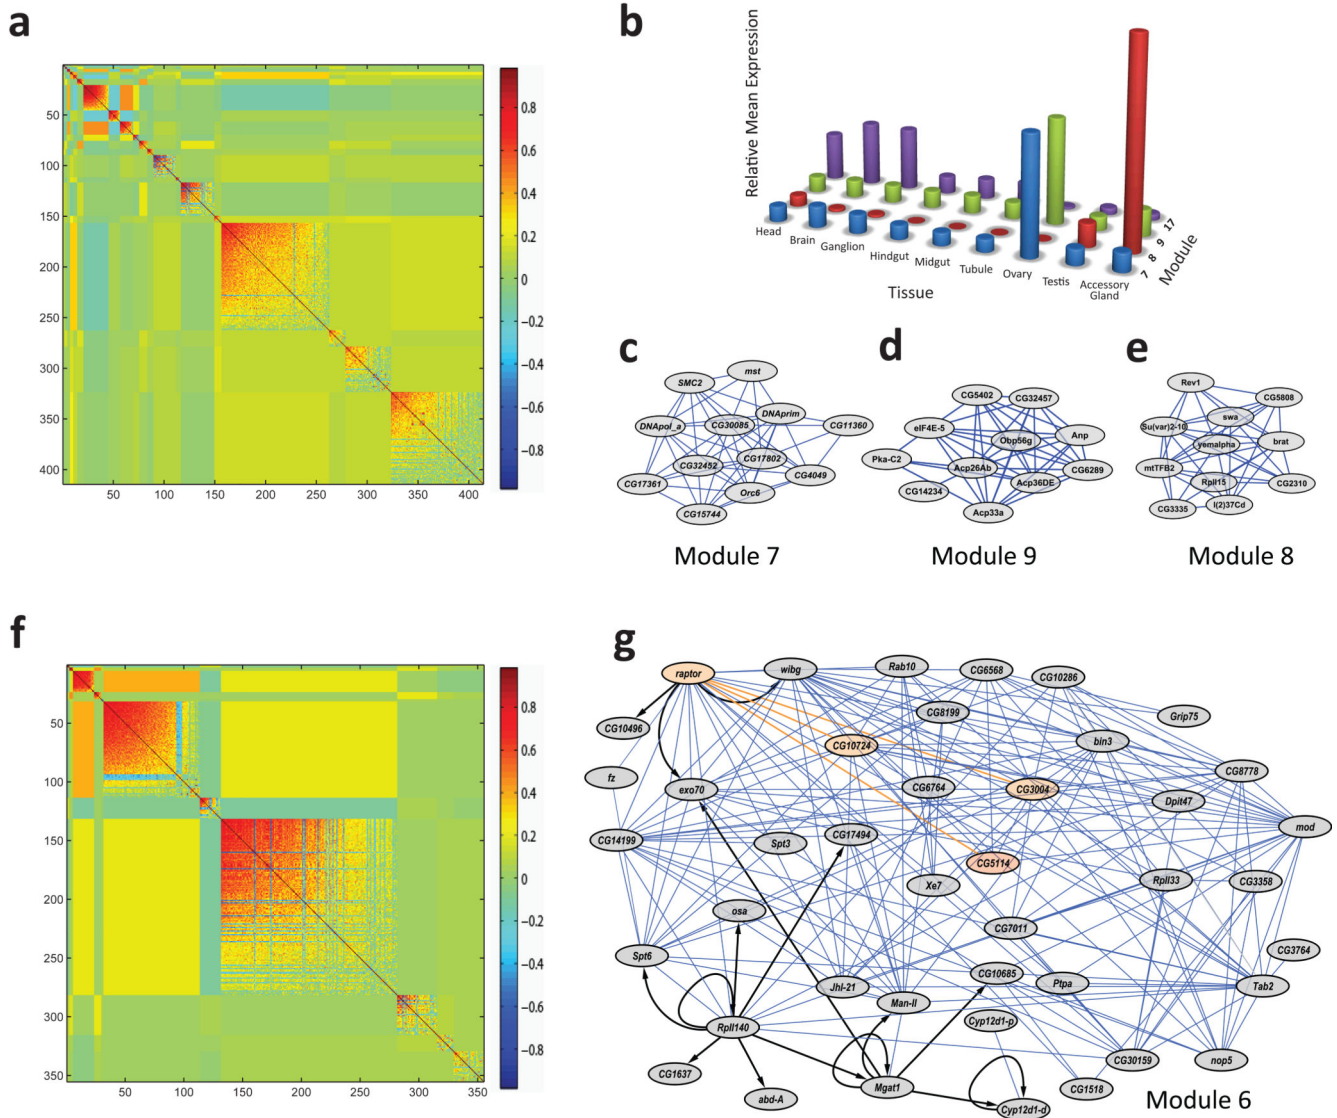 a
50
100
150
200
250
300
350
400
50 100 150 200 250 300 350 400
0.8
0.6
0.4
0.2
0
−0.2
−0.4
−0.6
−0.8
b
Relative Mean Expression
Head
Brain
Ganglion
Hindgut
Midgut
Tubule
Ovary
Testis
Accessory
Gland
Tissue
7 8 9 17
Module
c
mst
SMC2
DNAprim
DNApol_a
CG30085
CG11360
CG17802
CG32452
CG4049
CG17361
Orc6
CG15744
Module 7
d
CG5402
CG32457
eIF4E-5
Anp
Obp56g
Pka-C2
Acp26Ab
CG6289
Acp36DE
CG14234
Acp33a
Module 9
e
Rev1
CG5808
swa
Su(var)2-10
yemalpha
brat
mtTFB2
RpII15
CG2310
CG3335
l(2)37Cd
Module 8
f
50
100
150
200
250
300
350
50 100 150 200 250 300 350
0.8
0.6
0.4
0.2
0
−0.2
−0.4
−0.6
−0.8
g
raptor
wibg
Rab10
CG6568
CG10286
CG10496
CG8199
Grip75
CG10724
bin3
fz
exo70
CG6764
CG3004
CG8778
Dpit47
CG14199
Spt3
CG17494
mod
CG5114
Xe7
RpII33
CG3358
osa
CG7011
Spt6
CG3764
CG10685
Jhl-21
Ptpa
Tab2
Man-II
RpII140
Cyp12d1-p
CG1637
CG30159
nop5
abd-A
Mgat1
CG1518
Cyp12d1-d
Module 6